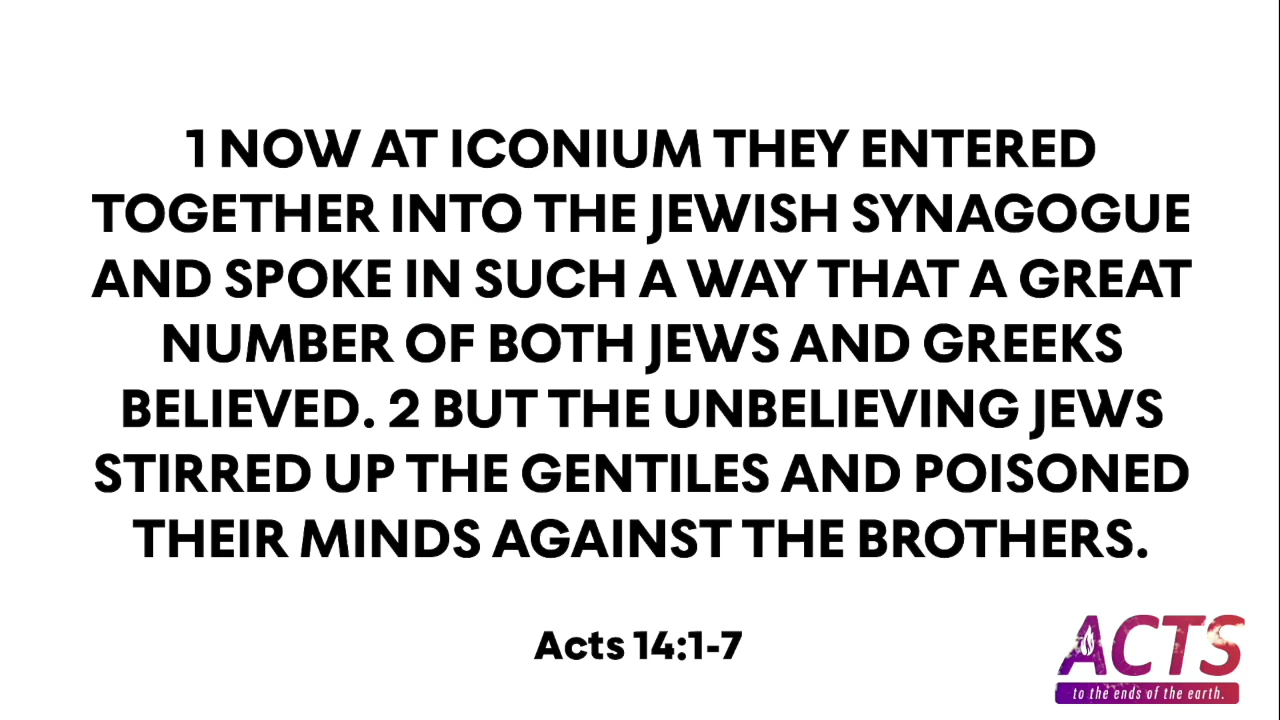 1 NOW AT ICONIUM THEY ENTERED
TOGETHER INTO THE JEWISH SYNAGOGUE
AND SPOKE IN SUCH A WAY THAT A GREAT
NUMBER OF BOTH JEWS AND GREEKS
BELIEVED. 2 BUT THE UNBELIEVING JEWS
STIRRED UP THE GENTILES AND POISONED
THEIR MINDS AGAINST THE BROTHERS.
Acts 14:1-7
ACTS
to the ends of the earth.